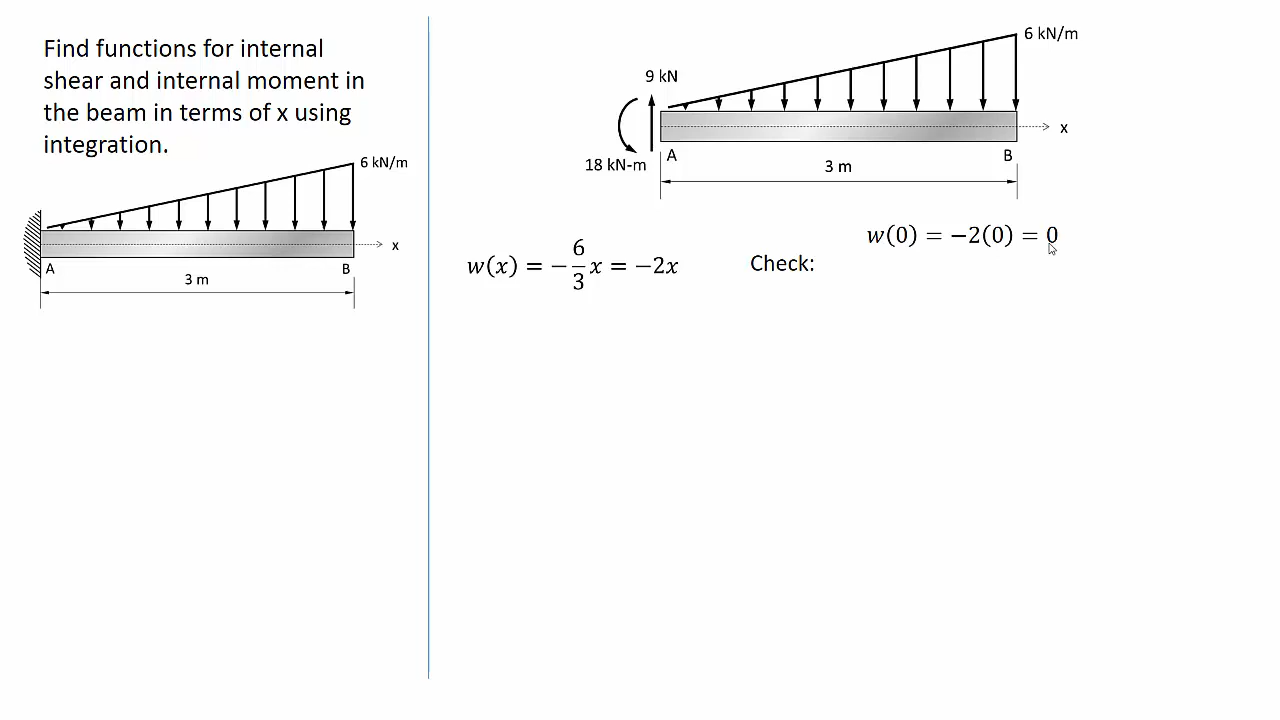 Find functions for internal
shear and internal moment in
the beam in terms of x using
integration.
6 kN/m
x
A
B
3 m
6 kN/m
9 kN
x
18 kN-m
A
B
3 m
w(0) = −2(0) = 0
w(x) = −6/3 x = −2x
Check: